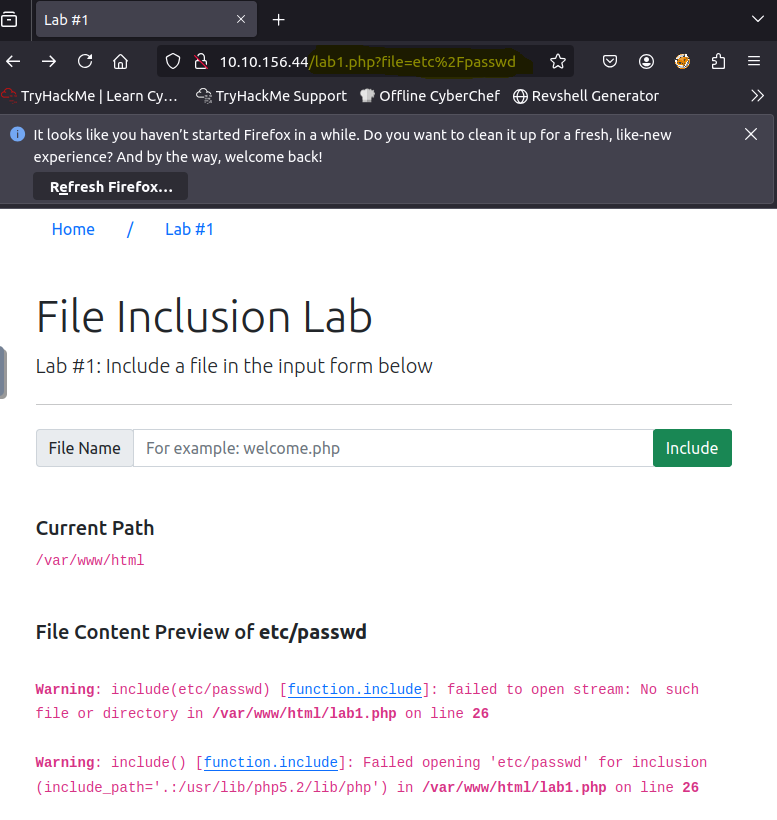 Lab #1
10.10.156.44/lab1.php?file=etc%2Fpasswd
TryHackMe | Learn Cy… TryHackMe Support Offline CyberChef Revshell Generator
It looks like you haven’t started Firefox in a while. Do you want to clean it up for a fresh, like-new
experience? And by the way, welcome back!
Refresh Firefox…
Home / Lab #1
File Inclusion Lab
Lab #1: Include a file in the input form below
File Name For example: welcome.php Include
Current Path
/var/www/html
File Content Preview of etc/passwd
Warning: include(etc/passwd) [function.include]: failed to open stream: No such
file or directory in /var/www/html/lab1.php on line 26
Warning: include() [function.include]: Failed opening 'etc/passwd' for inclusion
(include_path='.:/usr/lib/php5.2/lib/php') in /var/www/html/lab1.php on line 26